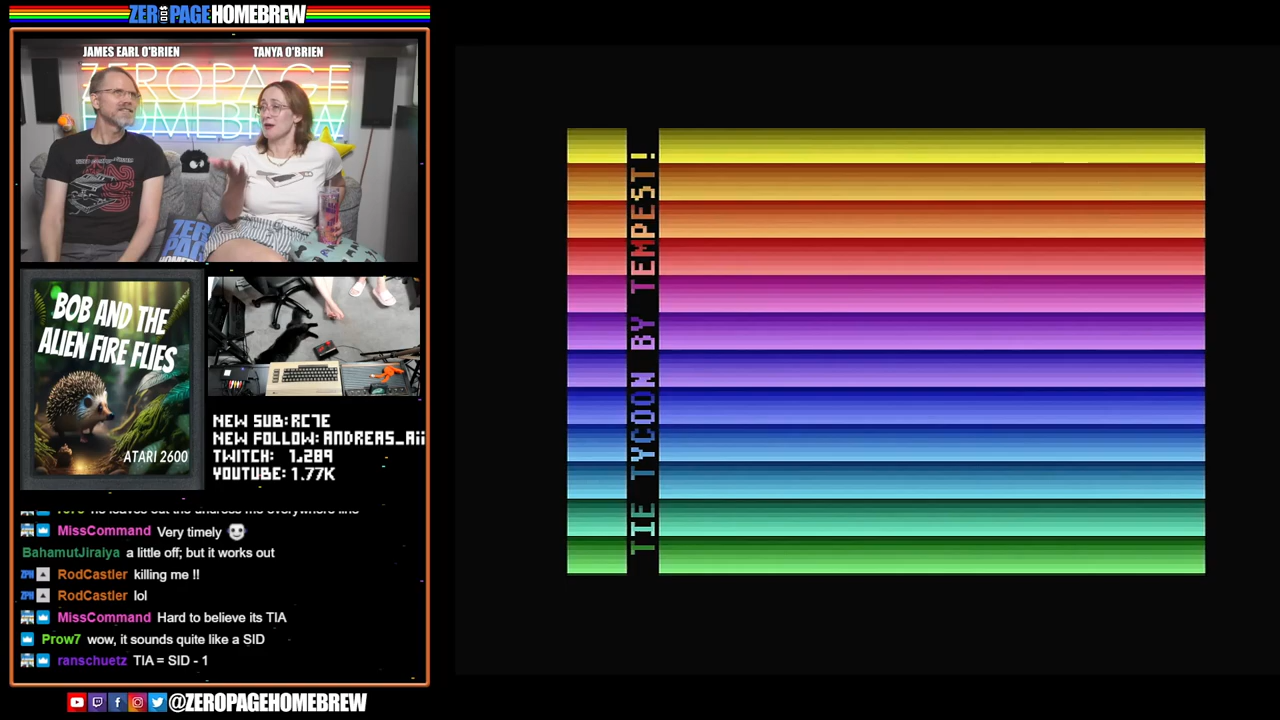 ZEROPAGE HOMEBREW
JAMES EARL O'BRIEN
TANYA O'BRIEN
ZEROPAGE
HOMEBREW
BOB AND THE
ALIEN FIRE FLIES
ATARI 2600
NEW SUB: RC7E
NEW FOLLOW: ANDREAS_Aii
TWITCH: 1,289
YOUTUBE: 1.77K
MissCommand Very timely
BahamutJiraiya a little off; but it works out
RodCastler killing me !!
RodCastler lol
MissCommand Hard to believe its TIA
Prow7 wow, it sounds quite like a SID
ranschuetz TIA = SID - 1
@ZEROPAGEHOMEBREW
TIE TYCOON BY TEMPEST!